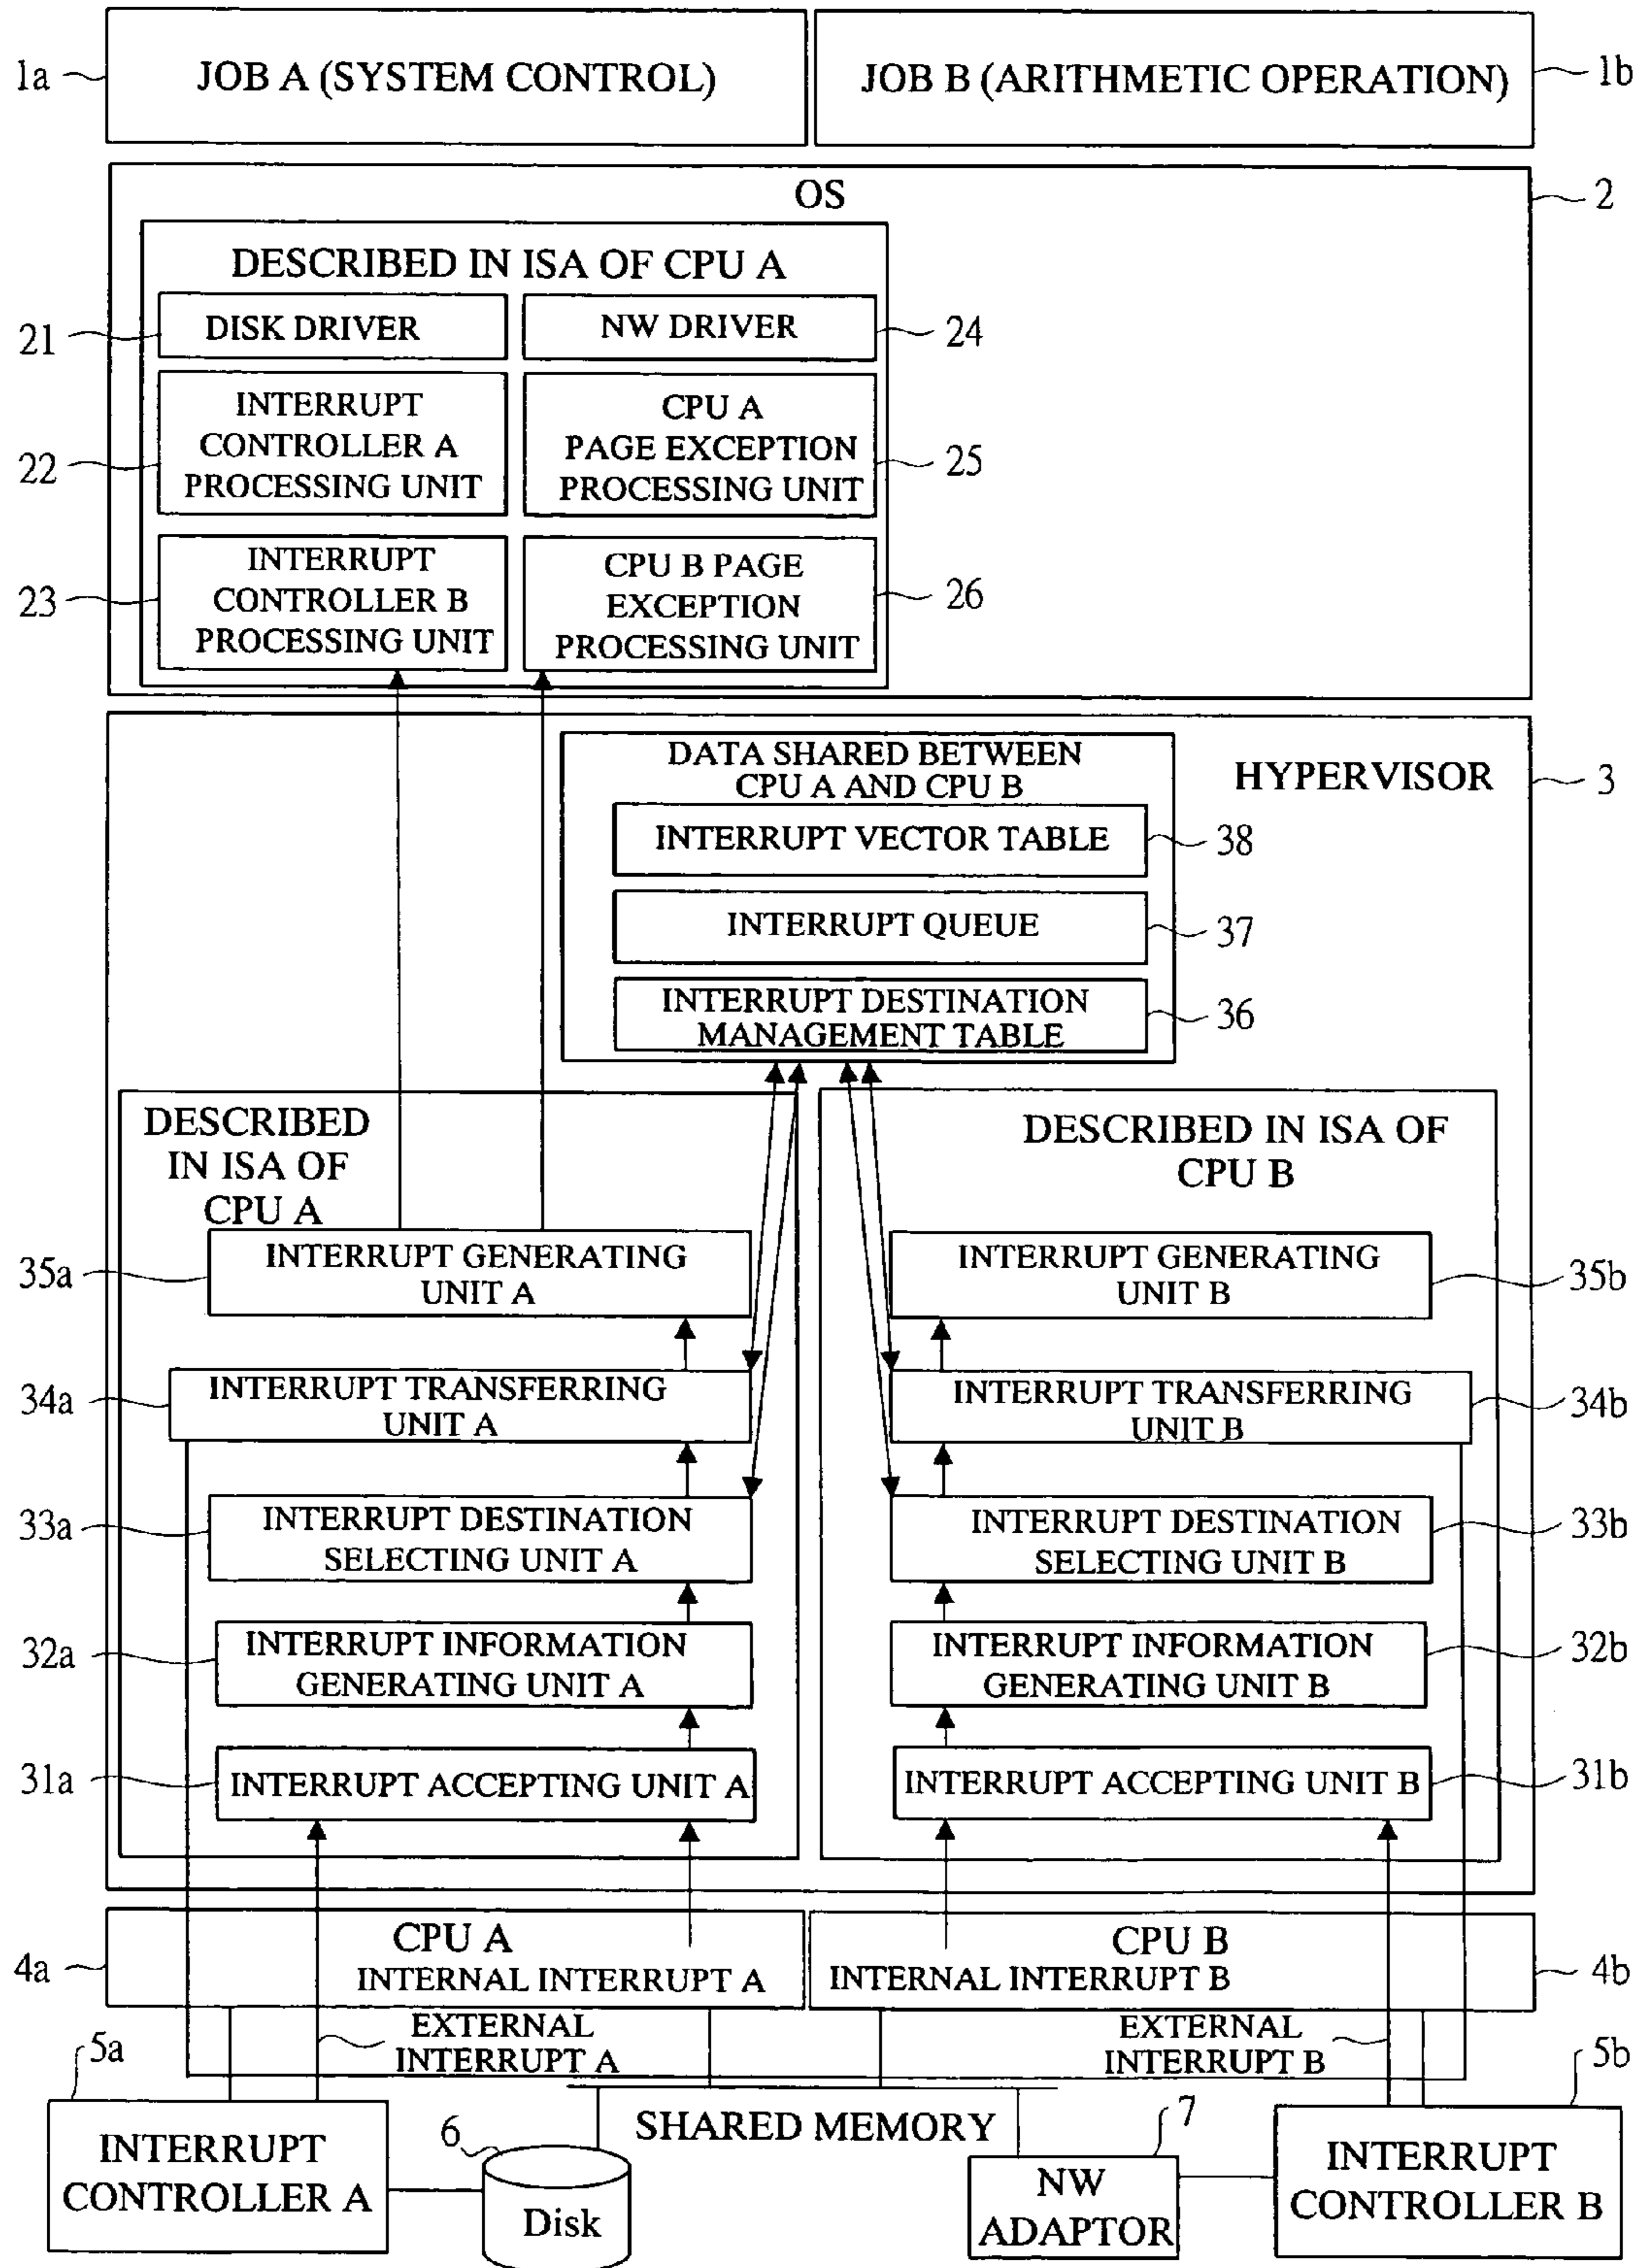 1a
JOB A (SYSTEM CONTROL)
JOB B (ARITHMETIC OPERATION)
1b
OS
2
DESCRIBED IN ISA OF CPU A
21
DISK DRIVER
NW DRIVER
24
22
INTERRUPT
CONTROLLER A
PROCESSING UNIT
CPU A
PAGE EXCEPTION
PROCESSING UNIT
25
23
INTERRUPT
CONTROLLER B
PROCESSING UNIT
CPU B PAGE
EXCEPTION
PROCESSING UNIT
26
DATA SHARED BETWEEN
CPU A AND CPU B
HYPERVISOR
3
INTERRUPT VECTOR TABLE
38
INTERRUPT QUEUE
37
INTERRUPT DESTINATION
MANAGEMENT TABLE
36
DESCRIBED
IN ISA OF
CPU A
DESCRIBED IN ISA OF
CPU B
35a
INTERRUPT GENERATING
UNIT A
INTERRUPT GENERATING
UNIT B
35b
34a
INTERRUPT TRANSFERRING
UNIT A
INTERRUPT TRANSFERRING
UNIT B
34b
33a
INTERRUPT DESTINATION
SELECTING UNIT A
INTERRUPT DESTINATION
SELECTING UNIT B
33b
32a
INTERRUPT INFORMATION
GENERATING UNIT A
INTERRUPT INFORMATION
GENERATING UNIT B
32b
31a
INTERRUPT ACCEPTING UNIT A
INTERRUPT ACCEPTING UNIT B
31b
4a
CPU A
INTERNAL INTERRUPT A
CPU B
INTERNAL INTERRUPT B
4b
EXTERNAL
INTERRUPT A
EXTERNAL
INTERRUPT B
5a
5b
INTERRUPT
CONTROLLER A
6
Disk
SHARED MEMORY
7
NW
ADAPTOR
INTERRUPT
CONTROLLER B